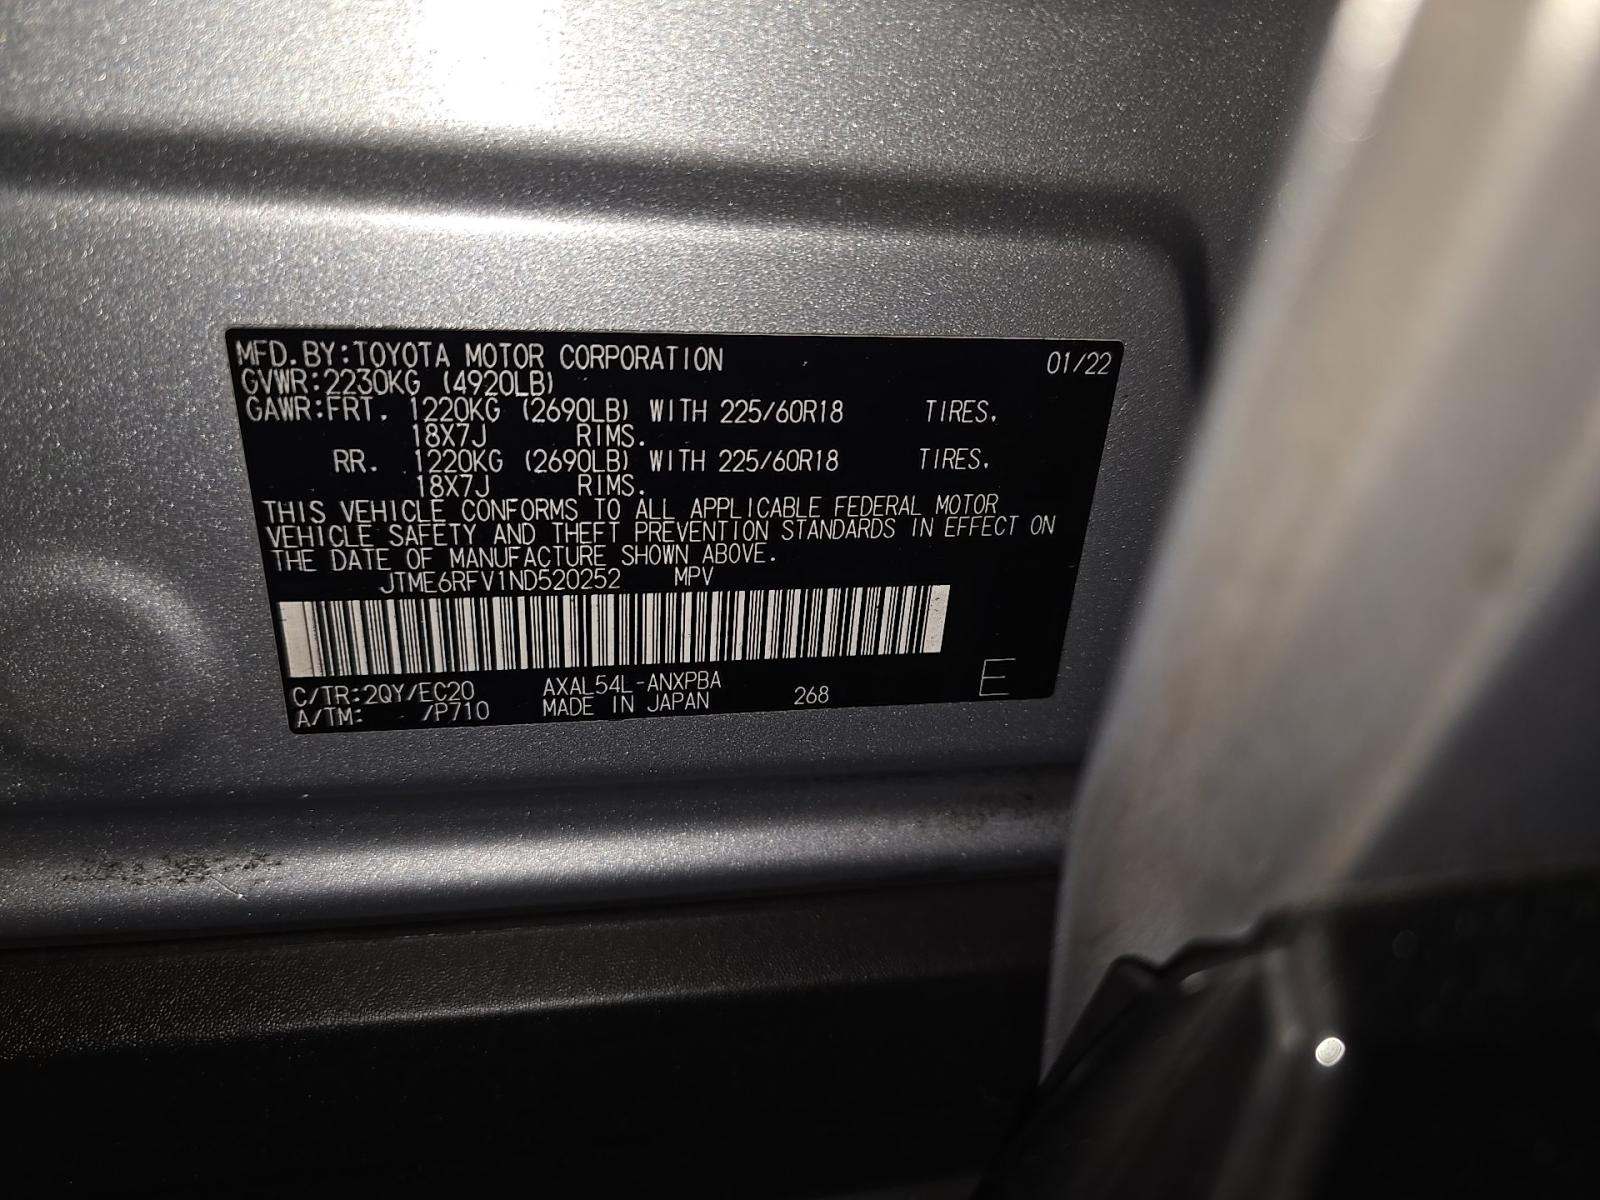 MFD.BY:TOYOTA MOTOR CORPORATION 01/22
GVWR:2230KG (4920LB)
GAWR:FRT. 1220KG (2690LB) WITH 225/60R18 TIRES,
18X7J RIMS.
RR. 1220KG (2690LB) WITH 225/60R18 TIRES,
18X7J RIMS.
THIS VEHICLE CONFORMS TO ALL APPLICABLE FEDERAL MOTOR
VEHICLE SAFETY AND THEFT PREVENTION STANDARDS IN EFFECT ON
THE DATE OF MANUFACTURE SHOWN ABOVE.
JTME6RFV1ND520252 MPV
C/TR:2QY/EC20 AXAL54L-ANXPBA 268 E
A/TM: /P710 MADE IN JAPAN